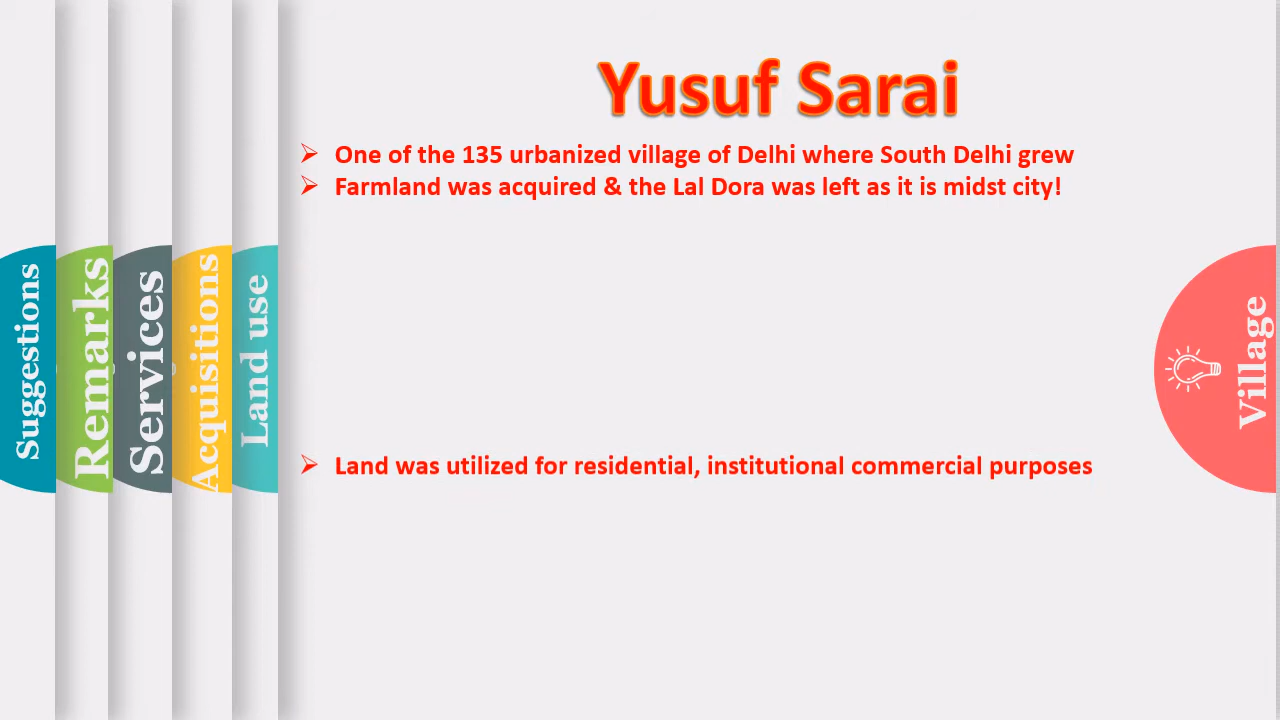 Yusuf Sarai
One of the 135 urbanized village of Delhi where South Delhi grew
Farmland was acquired & the Lal Dora was left as it is midst city!
Land was utilized for residential, institutional commercial purposes
Suggestions
Remarks
Services
Acquisitions
Land use
Village